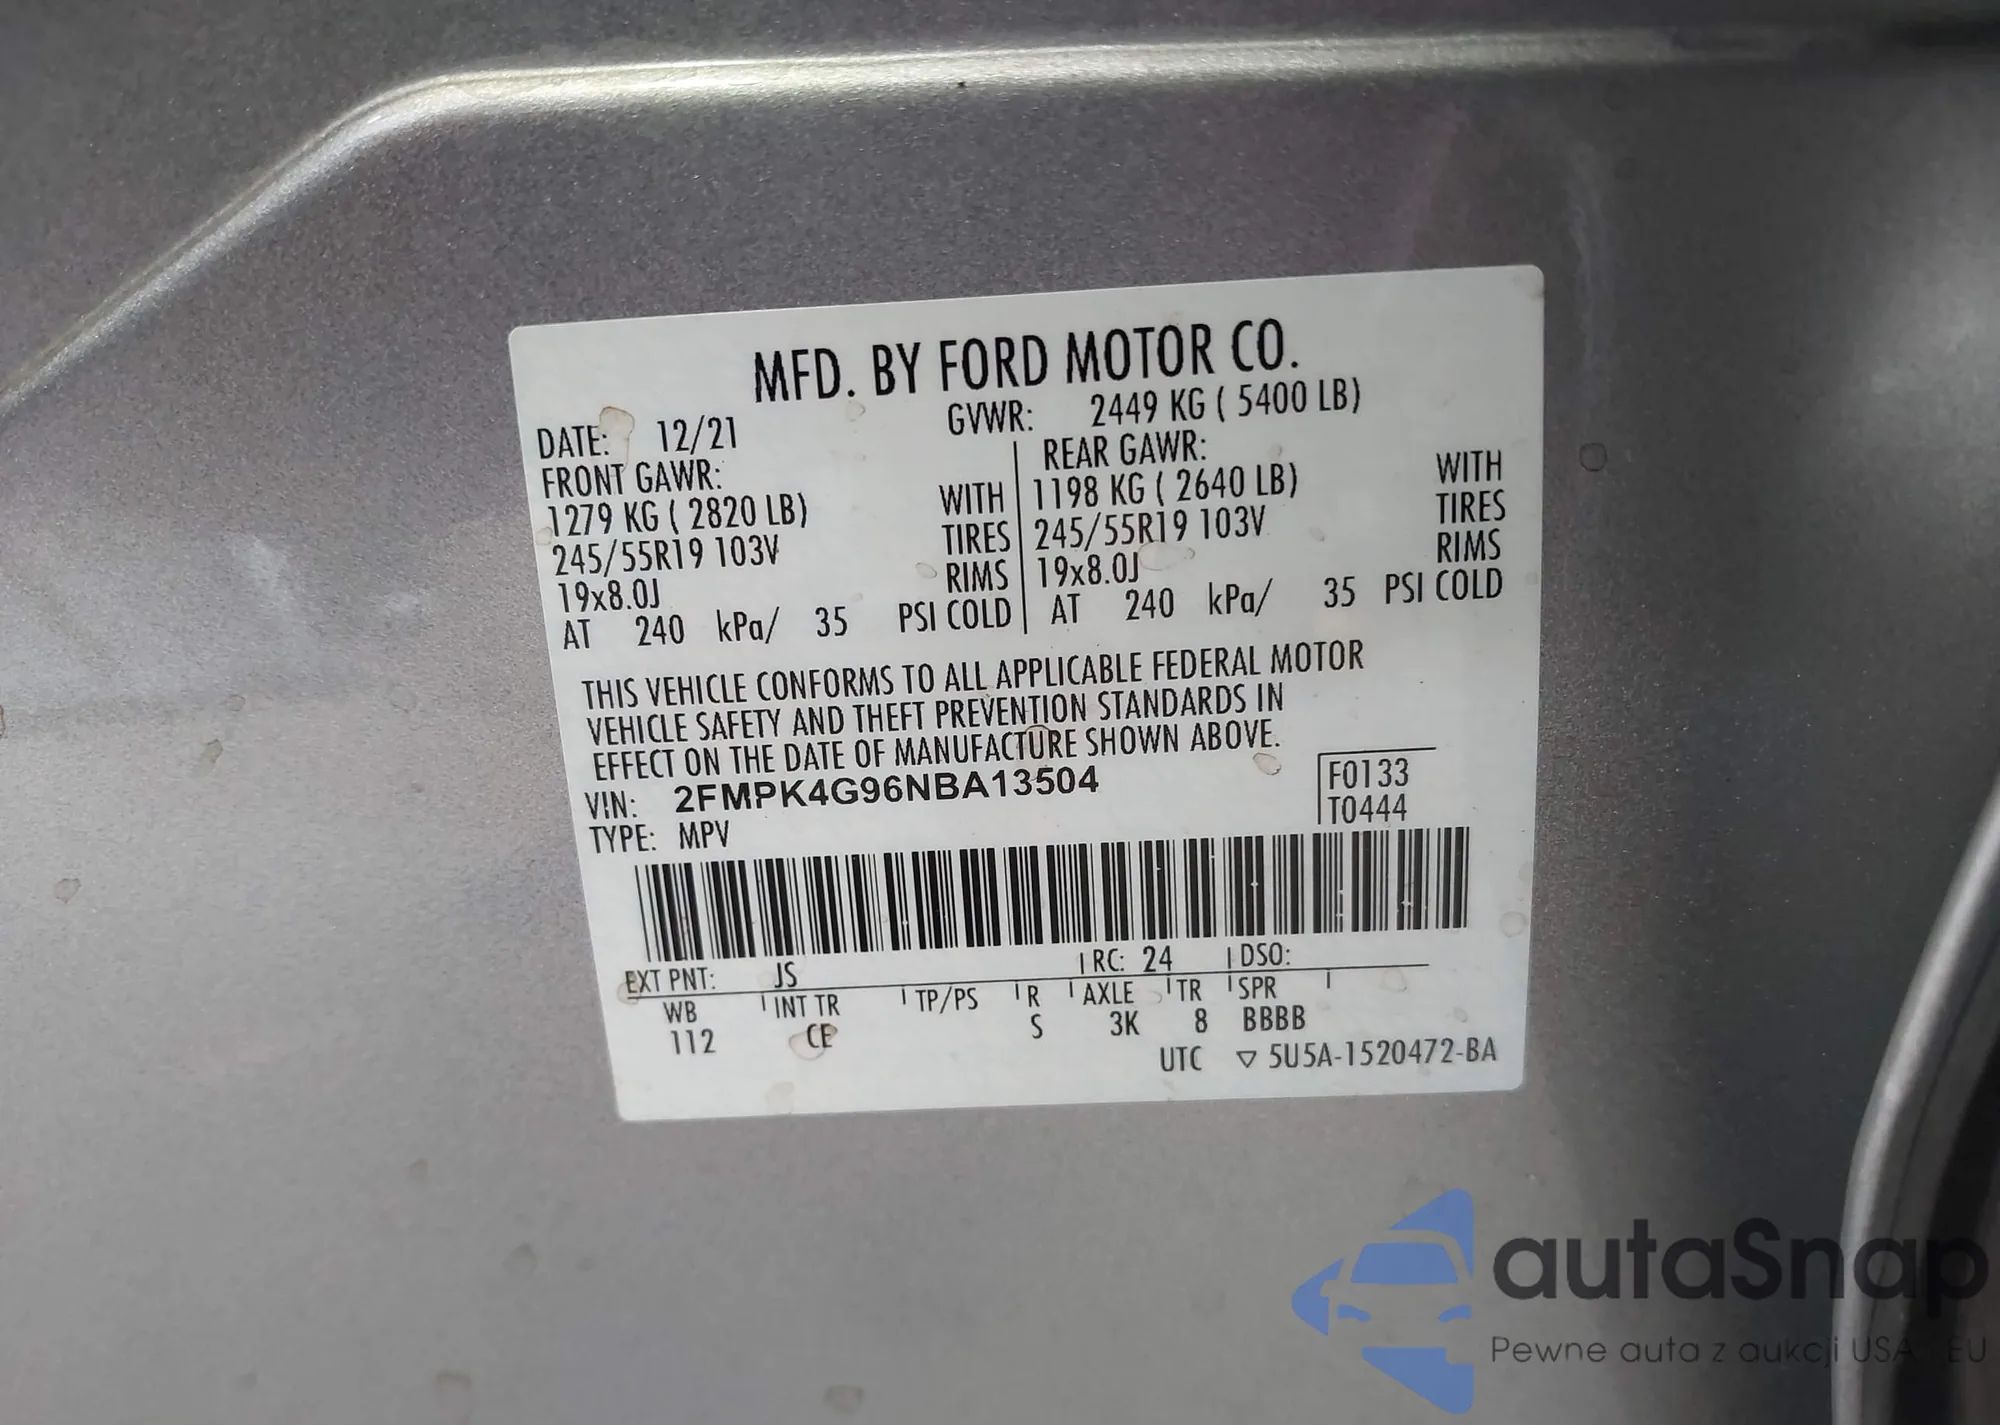 MFD. BY FORD MOTOR CO.
DATE: 12/21 GVWR: 2449 KG ( 5400 LB)
FRONT GAWR: REAR GAWR:
1279 KG ( 2820 LB) WITH 1198 KG ( 2640 LB) WITH
245/55R19 103V TIRES 245/55R19 103V TIRES
19x8.0J RIMS 19x8.0J RIMS
AT 240 kPa/ 35 PSI COLD AT 240 kPa/ 35 PSI COLD
THIS VEHICLE CONFORMS TO ALL APPLICABLE FEDERAL MOTOR
VEHICLE SAFETY AND THEFT PREVENTION STANDARDS IN
EFFECT ON THE DATE OF MANUFACTURE SHOWN ABOVE.
VIN: 2FMPK4G96NBA13504 F0133
TYPE: MPV T0444
EXT PNT: JS RC: 24 DSO:
WB INT TR TP/PS R AXLE TR SPR
112 CE S 3K 8 BBBB
UTC ▽ 5U5A-1520472-BA
autaSnap
Pewne auta z aukcji USA i EU